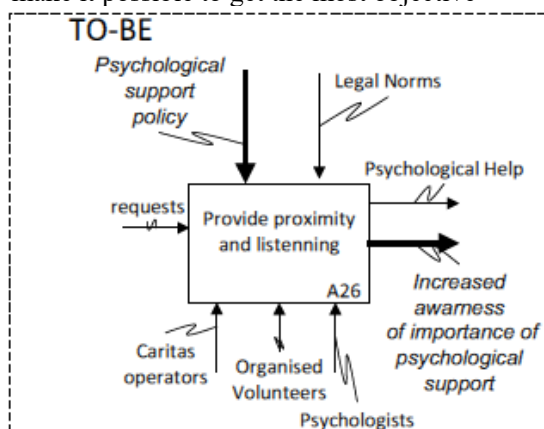 make it possible to get the most objective
TO-BE
Psychological
support
policy
Legal Norms
Psychological Help
requests
Provide proximity
and listenning
A26
Increased
awarness
of importance of
psychological
support
Caritas
operators
Organised
Volunteers
Psychologists